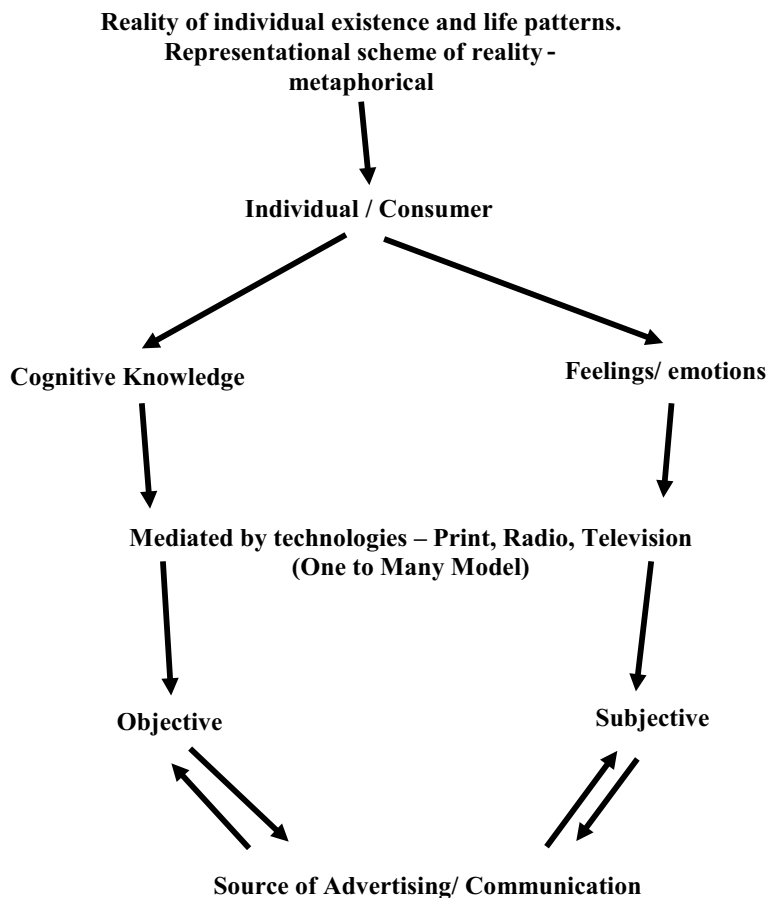 Reality of individual existence and life patterns.
Representational scheme of reality -
metaphorical
Individual / Consumer
Cognitive Knowledge
Feelings/ emotions
Mediated by technologies – Print, Radio, Television
(One to Many Model)
Objective
Subjective
Source of Advertising/ Communication